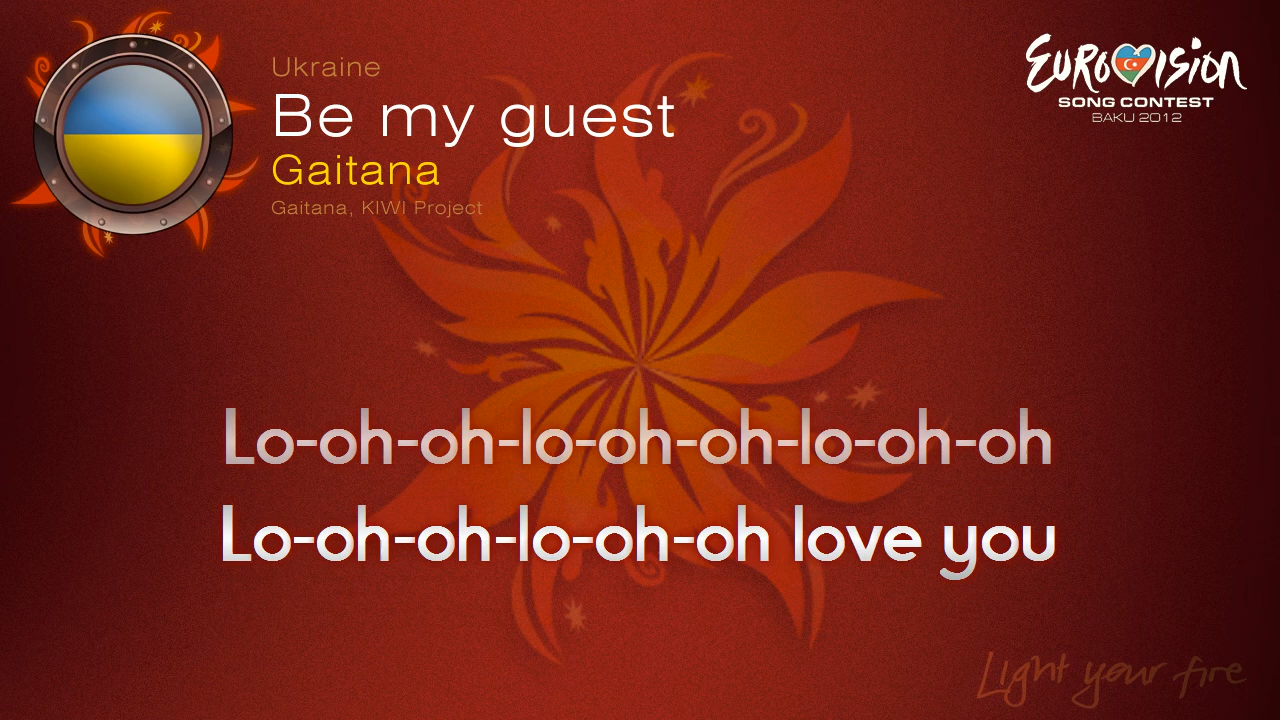 Ukraine
Be my guest
Gaitana
Gaitana, KIWI Project
EUROVISION
SONG CONTEST
BAKU 2012
Lo-oh-oh-lo-oh-oh-lo-oh-oh
Lo-oh-oh-lo-oh-oh love you
Light your fire